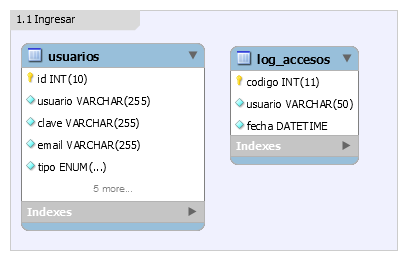 1.1 Ingresar
usuarios
id INT(10)
usuario VARCHAR(255)
clave VARCHAR(255)
email VARCHAR(255)
tipo ENUM(...)
5 more...
Indexes
log_accesos
codigo INT(11)
usuario VARCHAR(50)
fecha DATETIME
Indexes